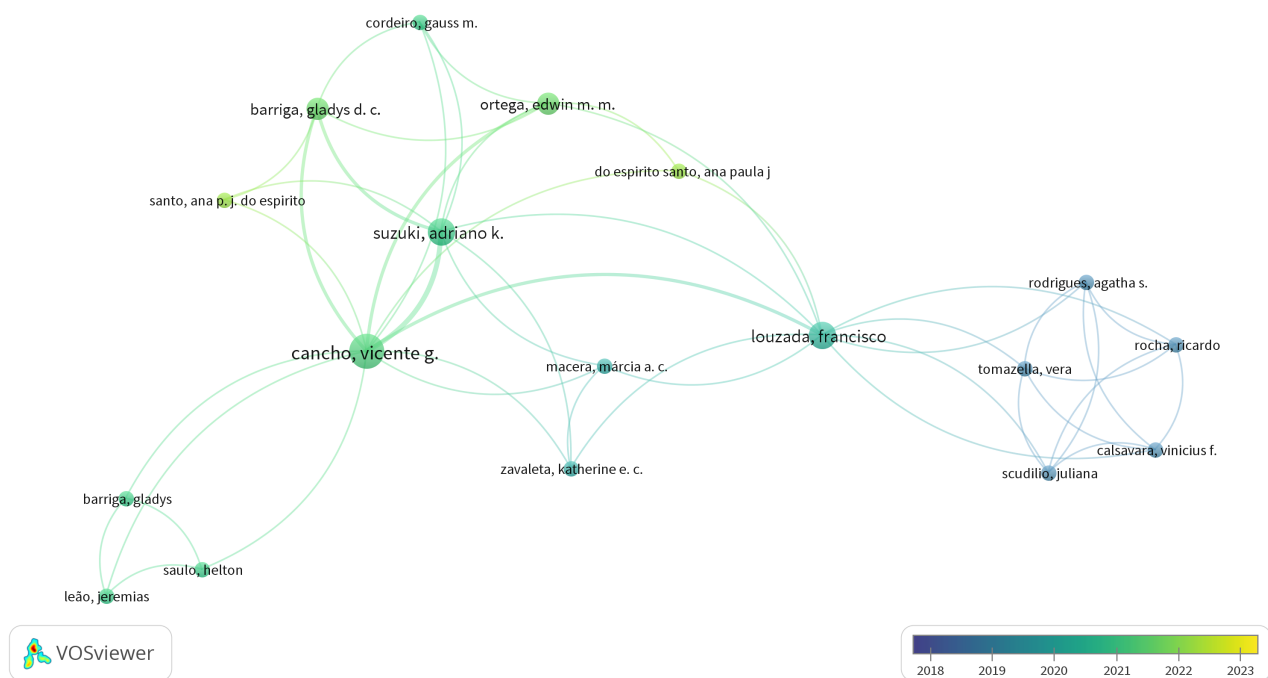 cordeiro, gauss m.
barriga, gladys d. c.
ortega, edwin m. m.
do espirito santo, ana paula j
santo, ana p. j. do espirito
suzuki, adriano k.
rodrigues, agatha s.
louzada, francisco
rocha, ricardo
cancho, vicente g.
macera, márcia a. c.
tomazella, vera
calsavara, vinicius f.
zavaleta, katherine e. c.
scudilio, juliana
barriga, gladys
saulo, helton
leão, jeremias
VOSviewer
2018 2019 2020 2021 2022 2023